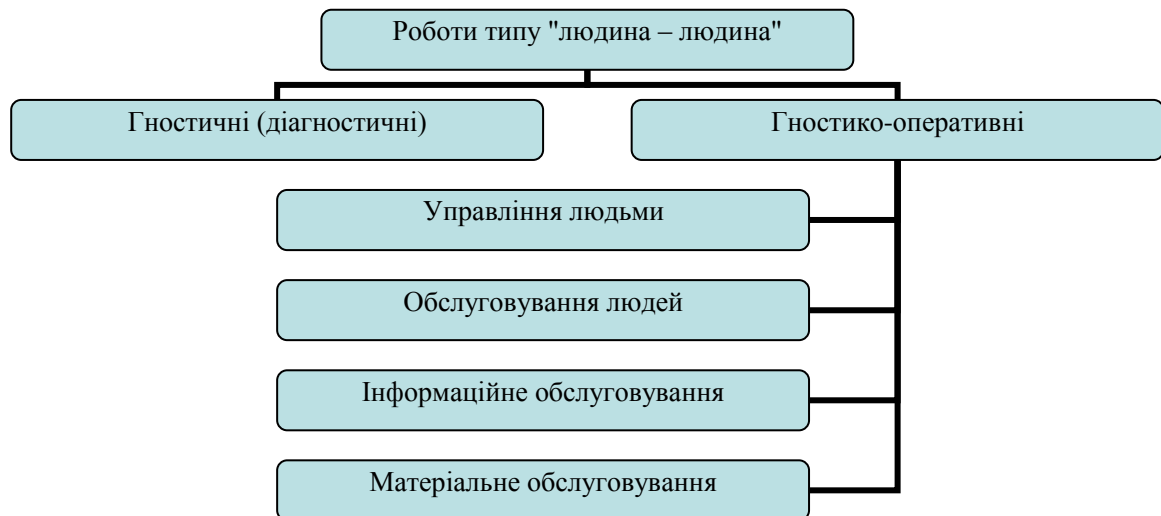 Роботи типу "людина – людина"
Гностичні (діагностичні)
Гностико-оперативні
Управління людьми
Обслуговування людей
Інформаційне обслуговування
Матеріальне обслуговування